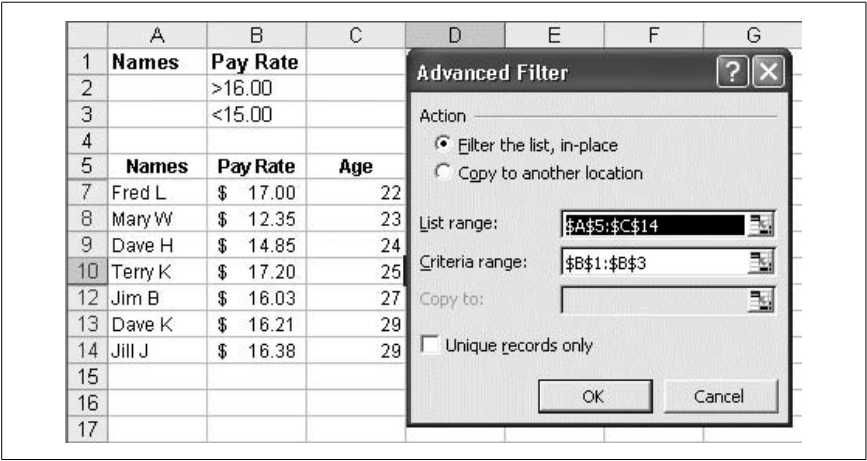 A B C D E F G
1 Names Pay Rate
2 >16.00
3 <15.00
4
5 Names Pay Rate Age
7 Fred L $ 17.00 22
8 Mary W $ 12.35 23
9 Dave H $ 14.85 24
10 Terry K $ 17.20 25
12 Jim B $ 16.03 27
13 Dave K $ 16.21 29
14 Jill J $ 16.38 29
15
16
17
Advanced Filter ?
Action
Filter the list, in-place
Copy to another location
List range: $A$5:$C$14
Criteria range: $B$1:$B$3
Copy to:
Unique records only
OK Cancel